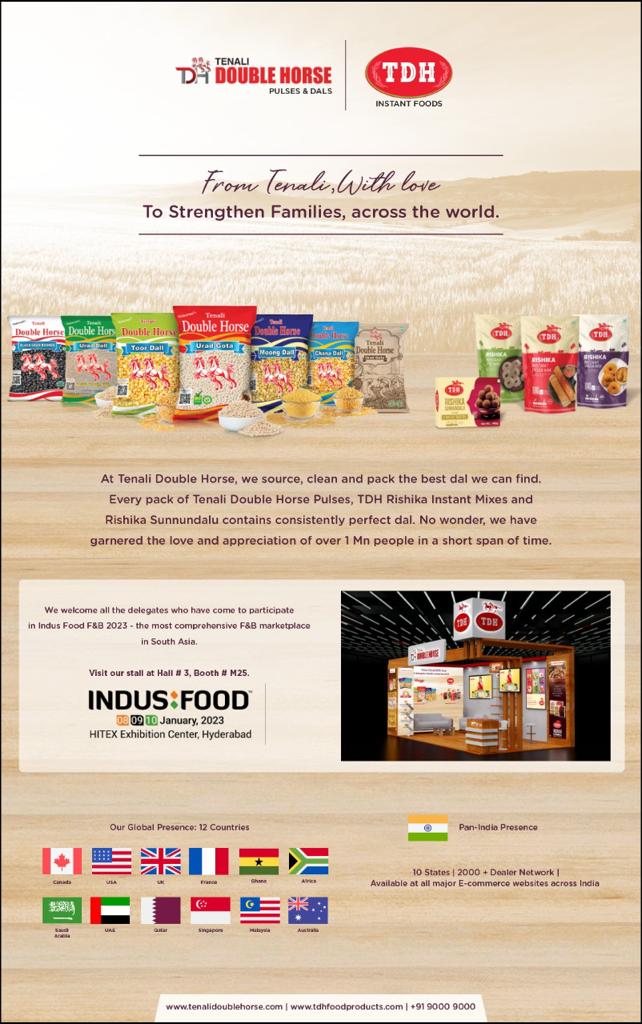 TENALI
DOUBLE HORSE
PULSES & DALS
TDH
INSTANT FOODS
From Tenali, With love
To Strengthen Families, across the world.
Tenali
Double Horse
Tenali
Double Horse
Urad Dall
Tenali
Double Horse
Toor Dall
Tenali
Double Horse
Urad Gota
Tenali
Double Horse
Moong Dall
Double Horse
Chana Dall
Tenali
Double Horse
TDH
RISHIKA
SUNNUNDALU
TDH
RISHIKA
TDH
RISHIKA
TDH
RISHIKA
At Tenali Double Horse, we source, clean and pack the best dal we can find.
Every pack of Tenali Double Horse Pulses, TDH Rishika Instant Mixes and
Rishika Sunnundalu contains consistently perfect dal. No wonder, we have
garnered the love and appreciation of over 1 Mn people in a short span of time.
We welcome all the delegates who have come to participate
in Indus Food F&B 2023 - the most comprehensive F&B marketplace
in South Asia.
Visit our stall at Hall # 3, Booth # M25.
INDUS:FOOD™
08 09 10 January, 2023
HITEX Exhibition Center, Hyderabad
TDH
TDH
DOUBLE HORSE
TDH
Our Global Presence: 12 Countries
Canada
USA
UK
France
Ghana
Africa
Saudi
Arabia
UAE
Qatar
Singapore
Malaysia
Australia
Pan-India Presence
10 States | 2000 + Dealer Network |
Available at all major E-commerce websites across India
www.tenalidoublehorse.com | www.tdhfoodproducts.com | +91 9000 9000